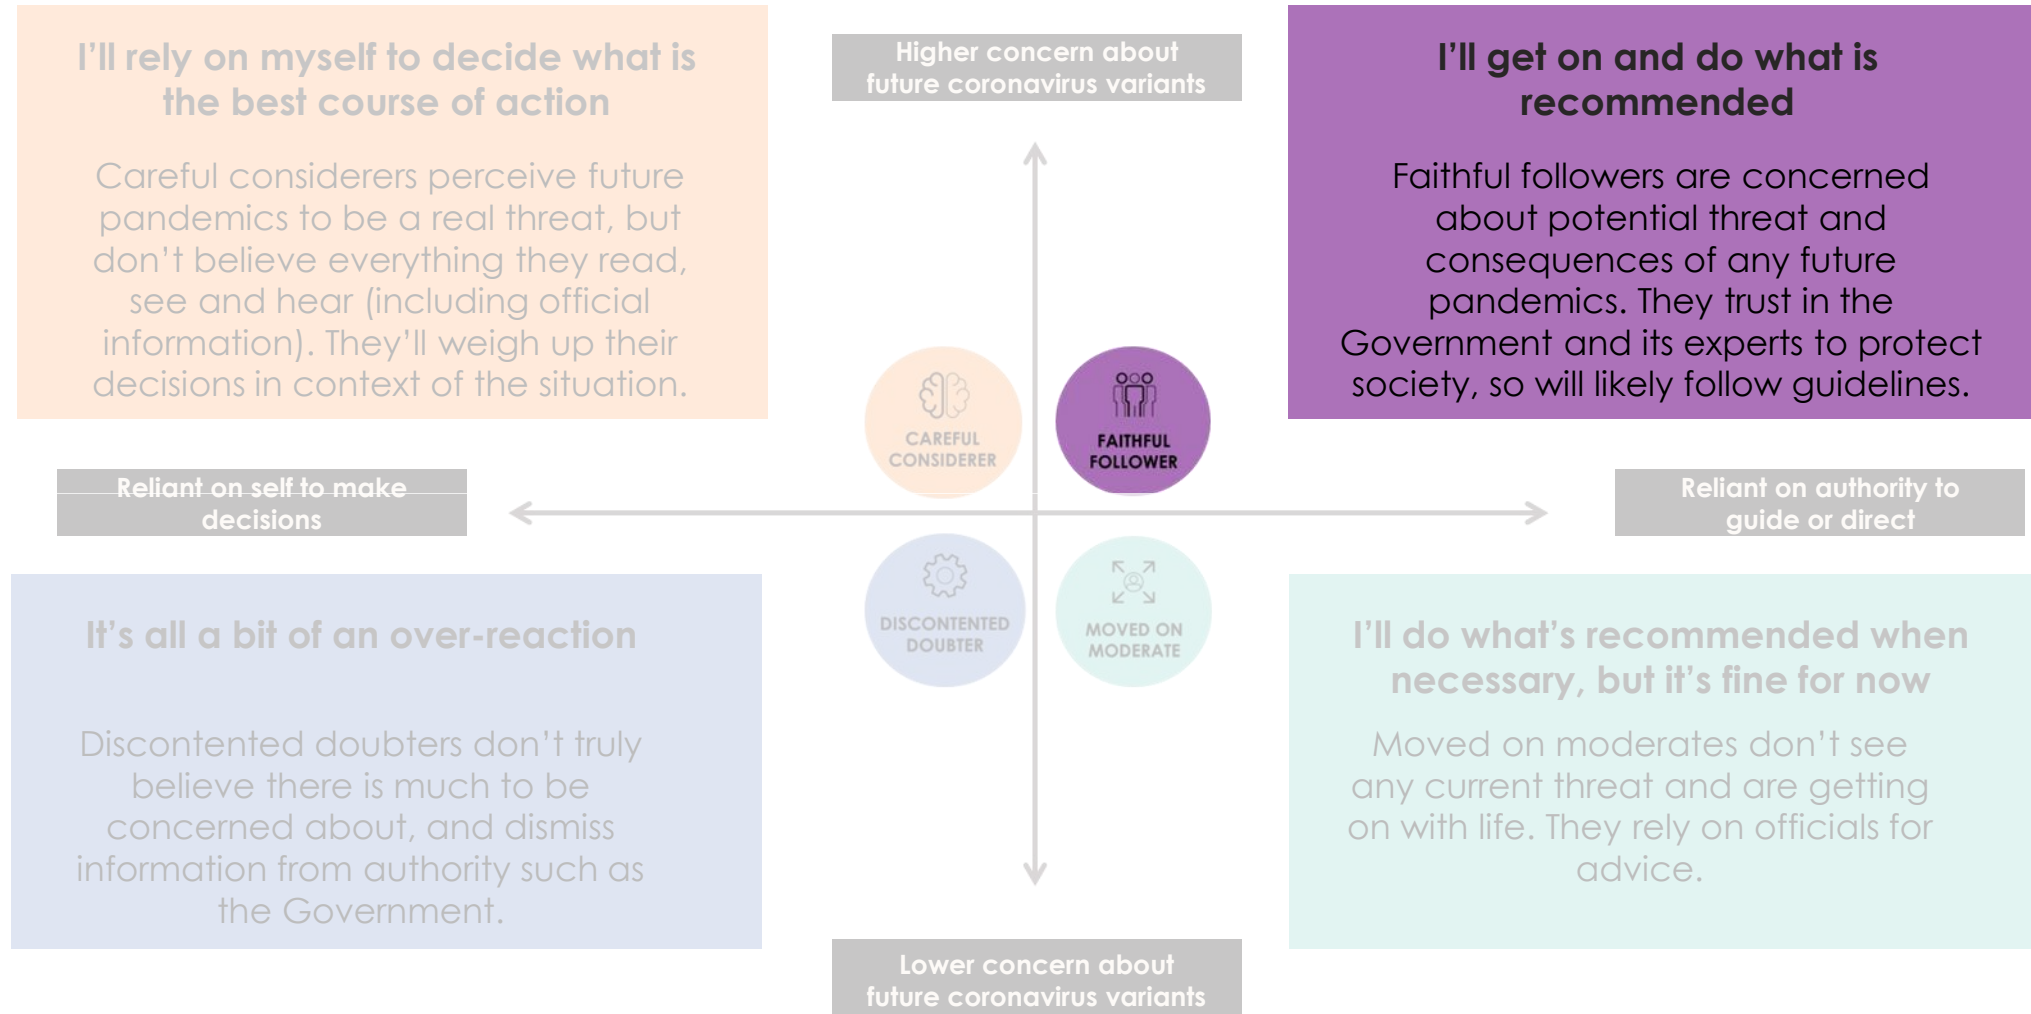 I'll rely on myself to decide what is
the best course of action
Careful considerers perceive future
pandemics to be a real threat, but
don't believe everything they read,
see and hear (including official
information). They'll weigh up their
decisions in context of the situation.
Higher concern about
future coronavirus variants
I'll get on and do what is
recommended
Faithful followers are concerned
about potential threat and
consequences of any future
pandemics. They trust in the
Government and its experts to protect
society, so will likely follow guidelines.
CAREFUL
CONSIDERER
FAITHFUL
FOLLOWER
Reliant on self to make
decisions
Reliant on authority to
guide or direct
DISCONTENTED
DOUBTER
MOVED ON
MODERATE
It's all a bit of an over-reaction
Discontented doubters don't truly
believe there is much to be
concerned about, and dismiss
information from authority such as
the Government.
I'll do what's recommended when
necessary, but it's fine for now
Moved on moderates don't see
any current threat and are getting
on with life. They rely on officials for
advice.
Lower concern about
future coronavirus variants